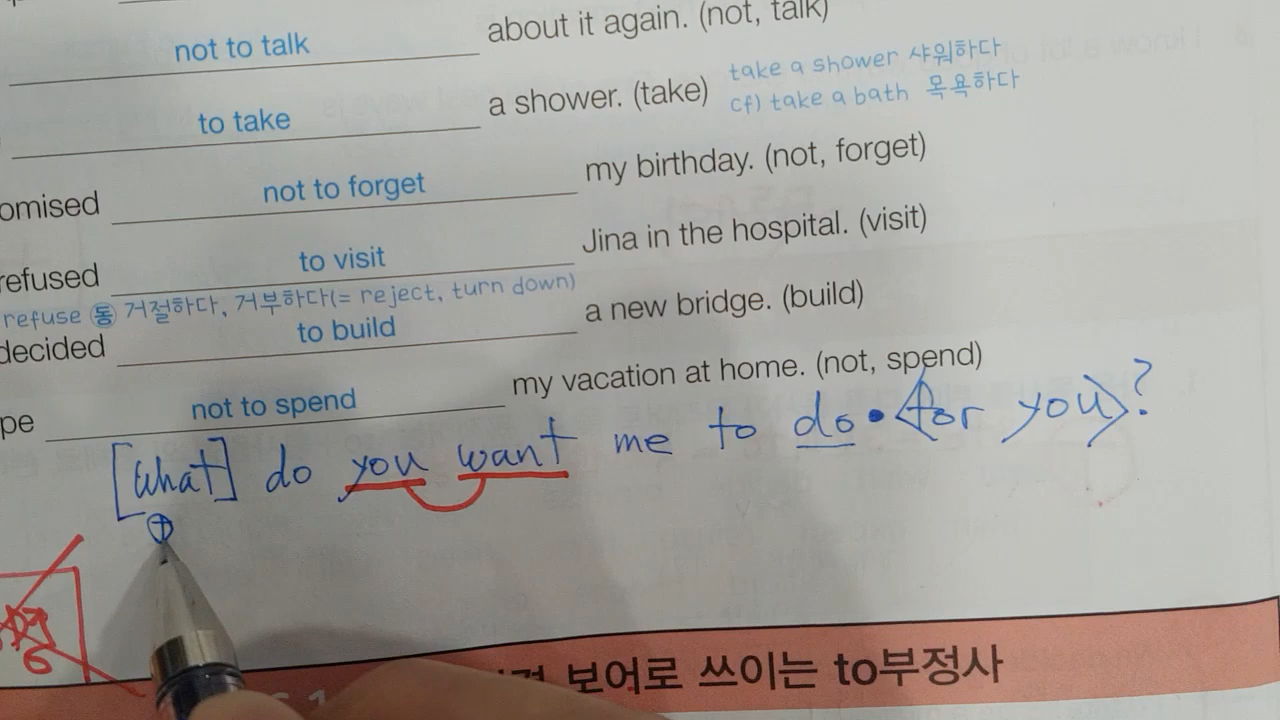 not to talk about it again. (not, talk)
take a shower 샤워하다
to take a shower. (take)
cf) take a bath 목욕하다
omised not to forget my birthday. (not, forget)
refused to visit Jina in the hospital. (visit)
refuse 동 거절하다, 거부하다(= reject, turn down)
decided to build a new bridge. (build)
pe not to spend my vacation at home. (not, spend)
[What] do you want me to do • <for you>?
보어로 쓰이는 to부정사